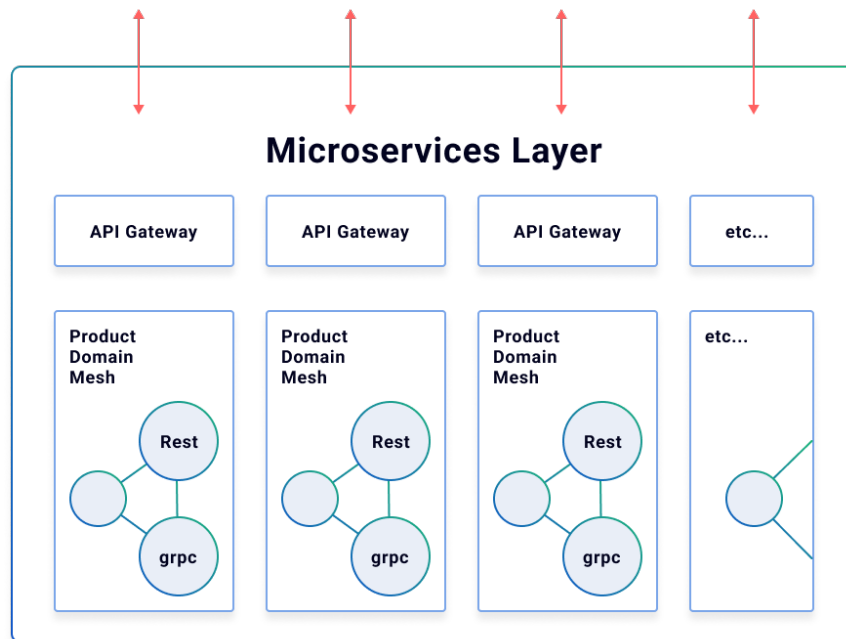 Microservices Layer
API Gateway
API Gateway
API Gateway
etc...
Product
Domain
Mesh
Rest
grpc
Product
Domain
Mesh
Rest
grpc
Product
Domain
Mesh
Rest
grpc
etc...